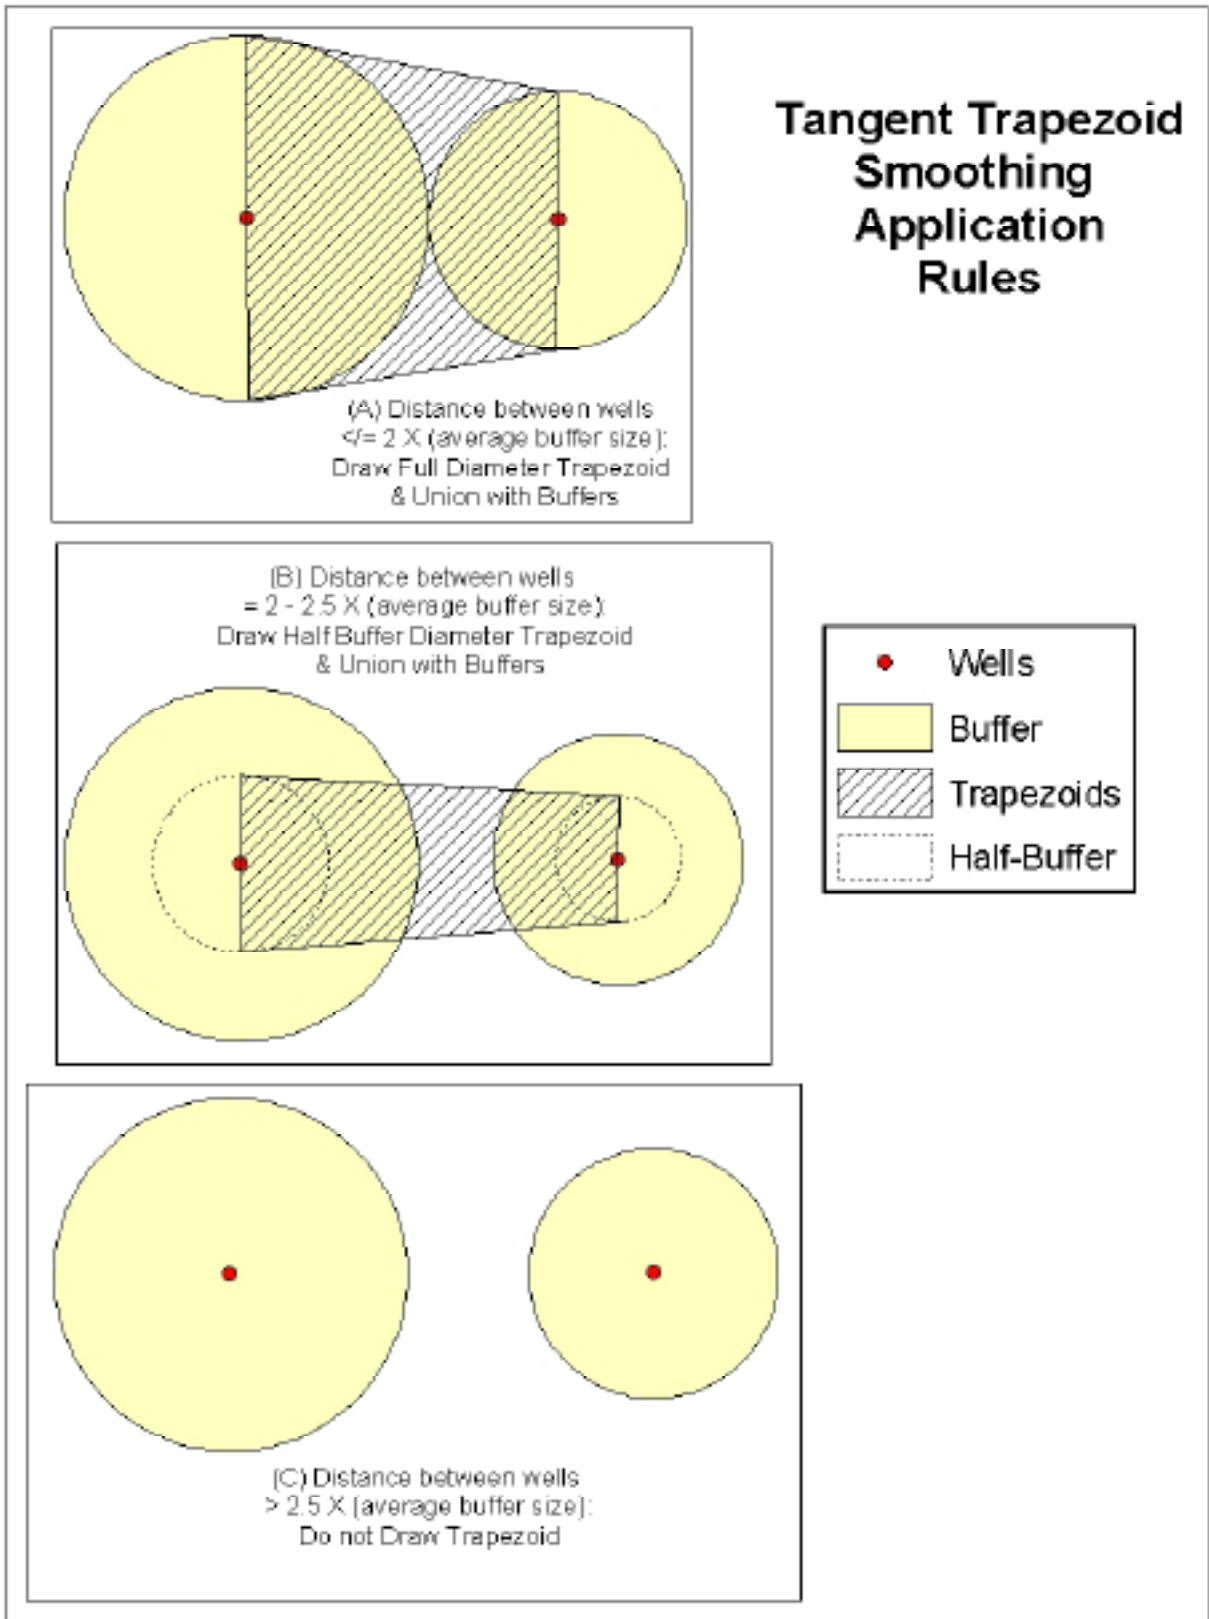 Tangent Trapezoid
Smoothing
Application
Rules
(A) Distance between wells
</= 2 X (average buffer size):
Draw Full Diameter Trapezoid
& Union with Buffers
(B) Distance between wells
= 2 - 2.5 X (average buffer size):
Draw Half Buffer Diameter Trapezoid
& Union with Buffers
Wells
Buffer
Trapezoids
Half-Buffer
(C) Distance between wells
> 2.5 X (average buffer size):
Do not Draw Trapezoid